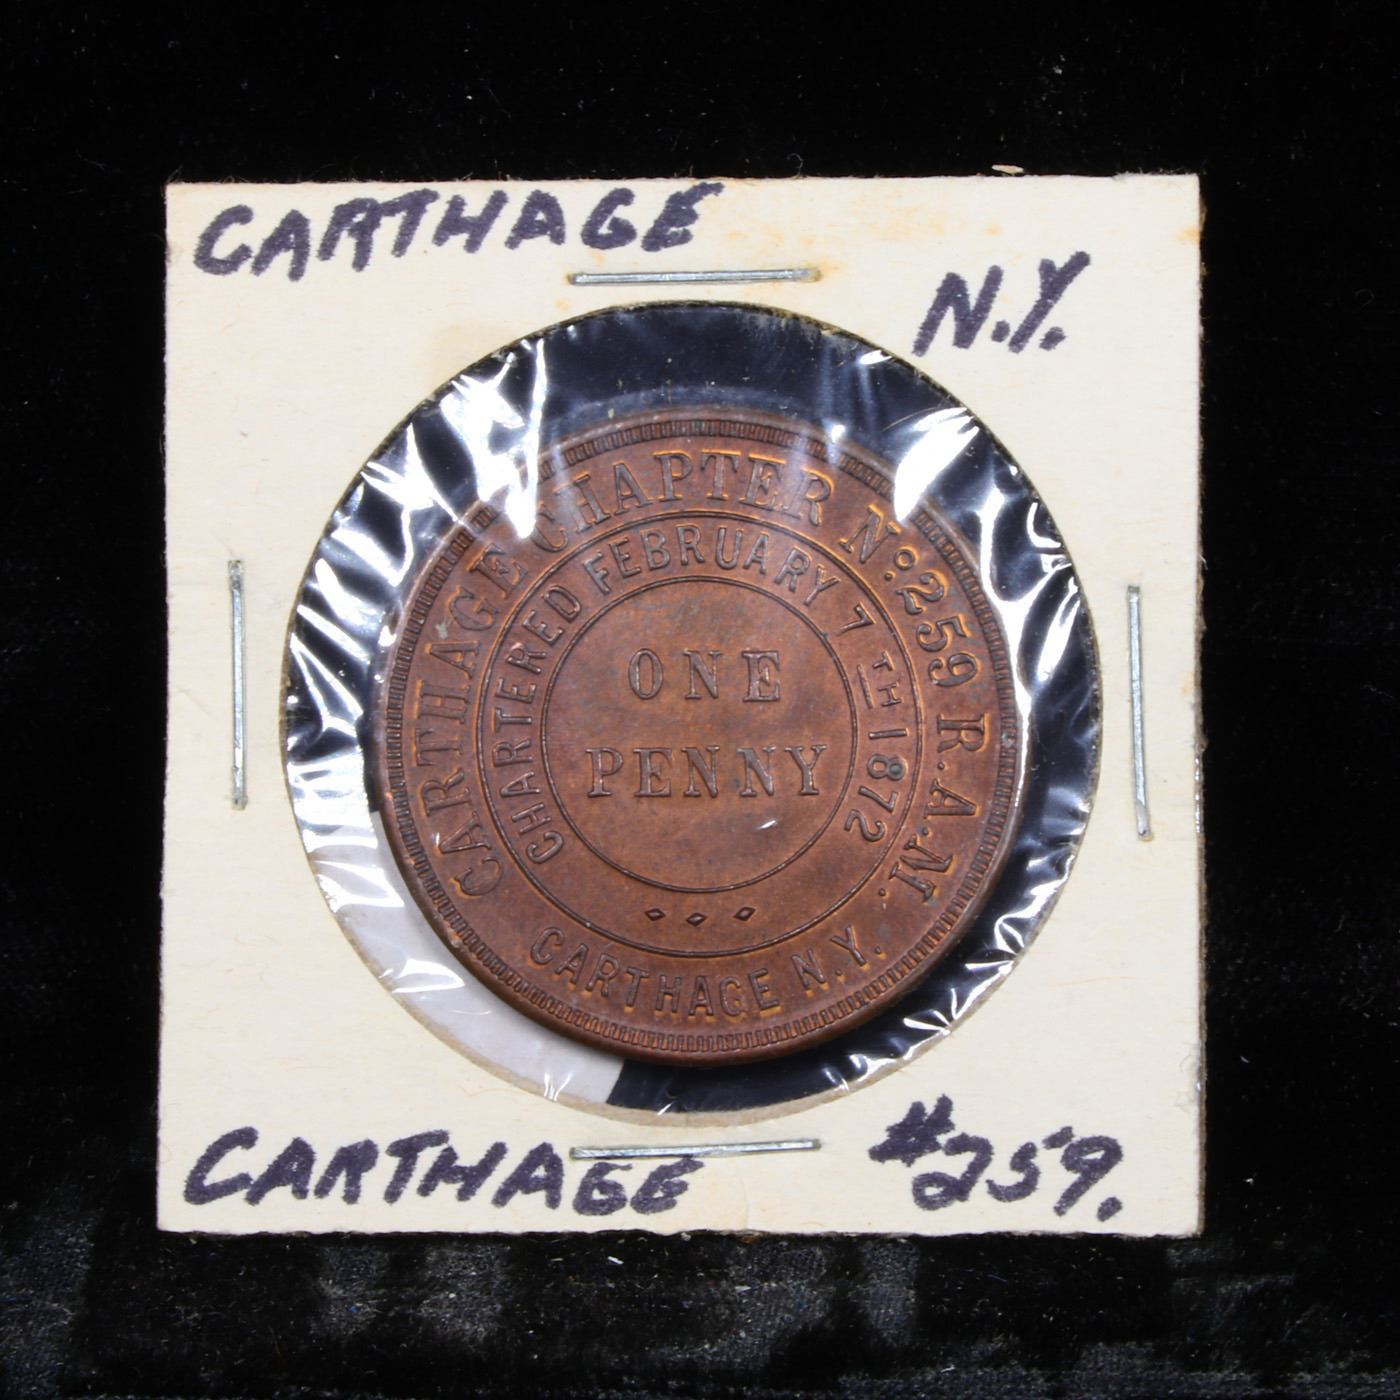 CARTHAGE
N.Y.
CARTHAGE CHAPTER No. 259 R.A.M.
CHARTERED FEBRUARY 7TH 1872
ONE
PENNY
CARTHAGE N.Y.
CARTHAGE #259.